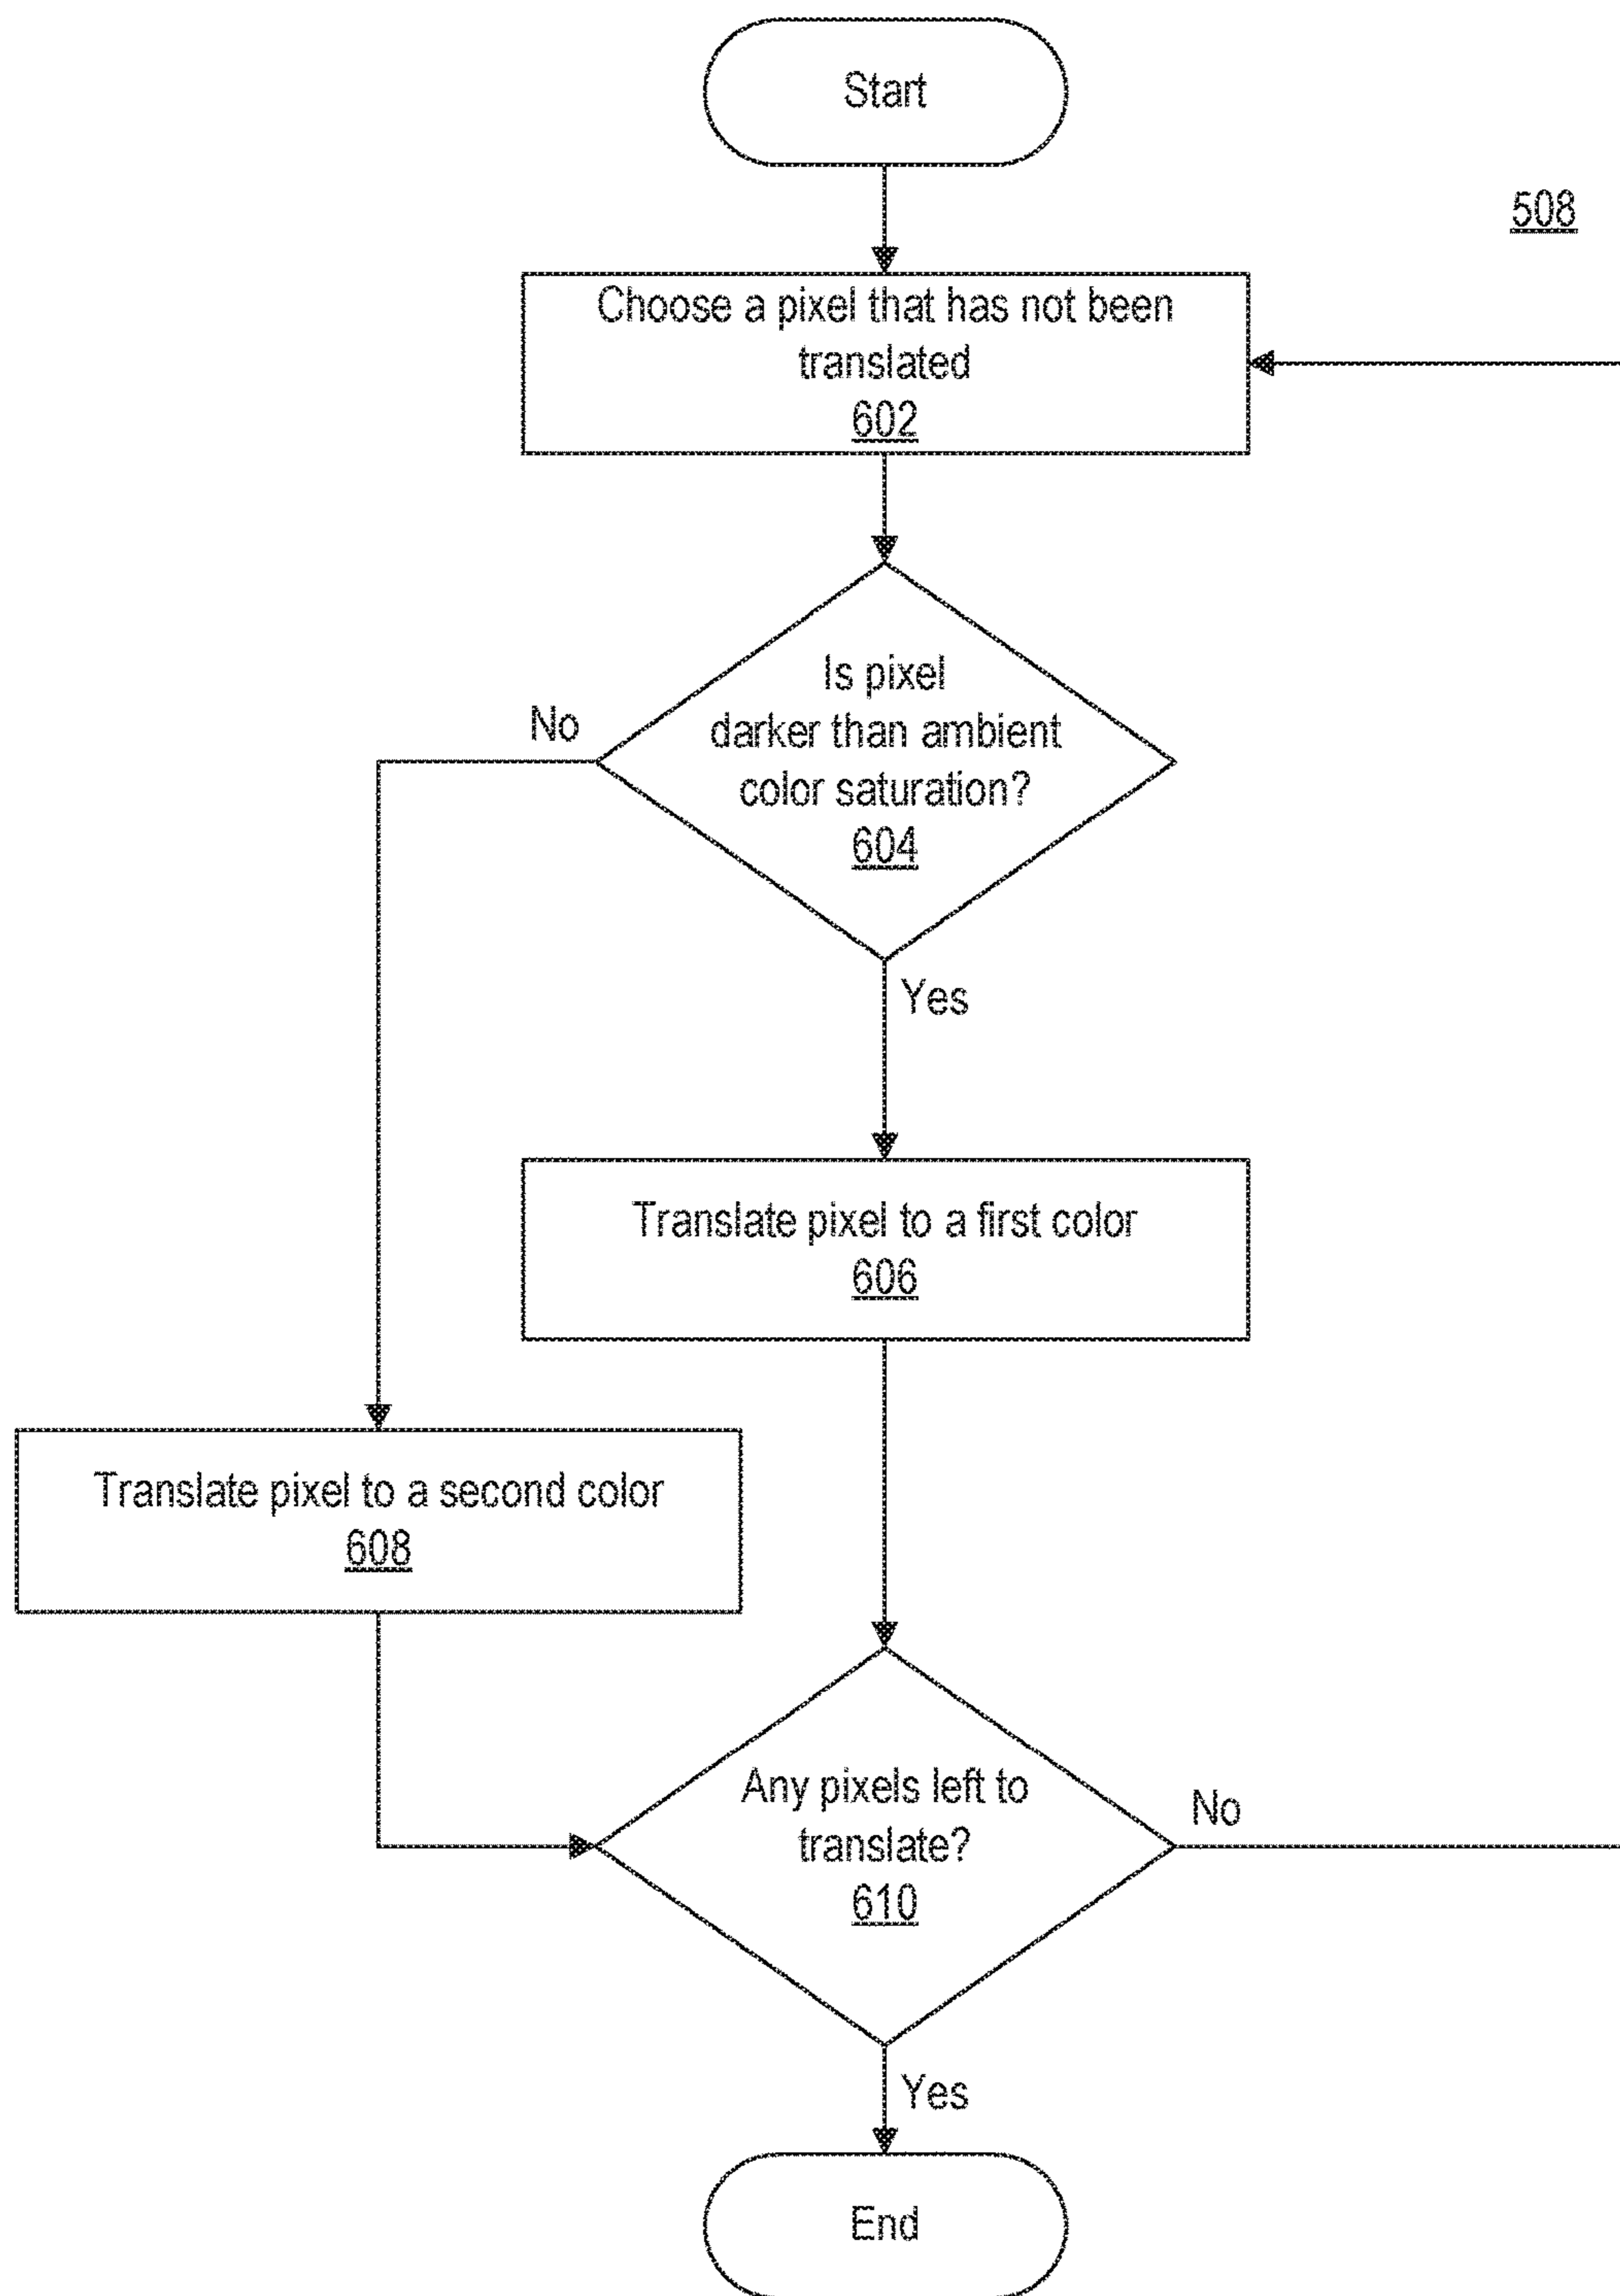 Start
508
Choose a pixel that has not been
translated
602
Is pixel
darker than ambient
color saturation?
604
No
Yes
Translate pixel to a first color
606
Translate pixel to a second color
608
Any pixels left to
translate?
610
No
Yes
End